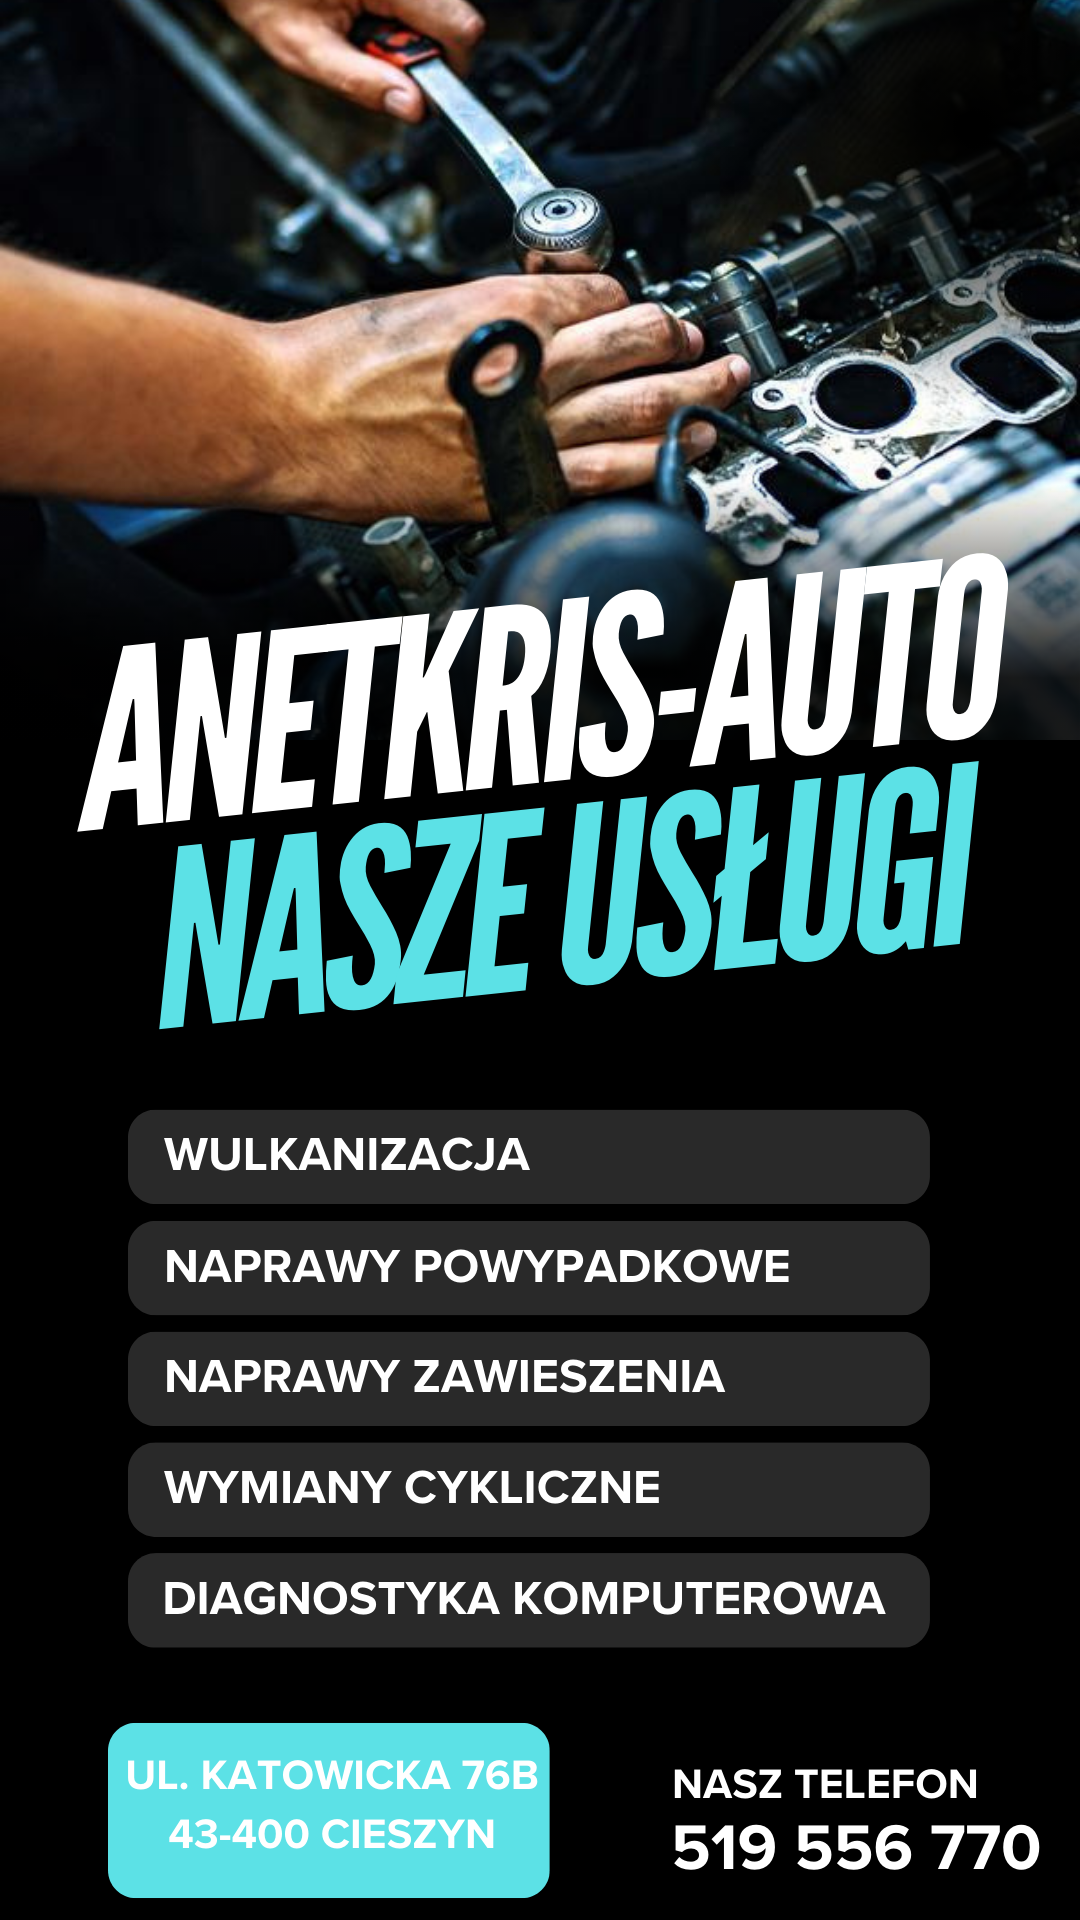 ANETKRIS-AUTO
NASZE USŁUGI
WULKANIZACJA
NAPRAWY POWYPADKOWE
NAPRAWY ZAWIESZENIA
WYMIANY CYKLICZNE
DIAGNOSTYKA KOMPUTEROWA
UL. KATOWICKA 76B
43-400 CIESZYN
NASZ TELEFON
519 556 770